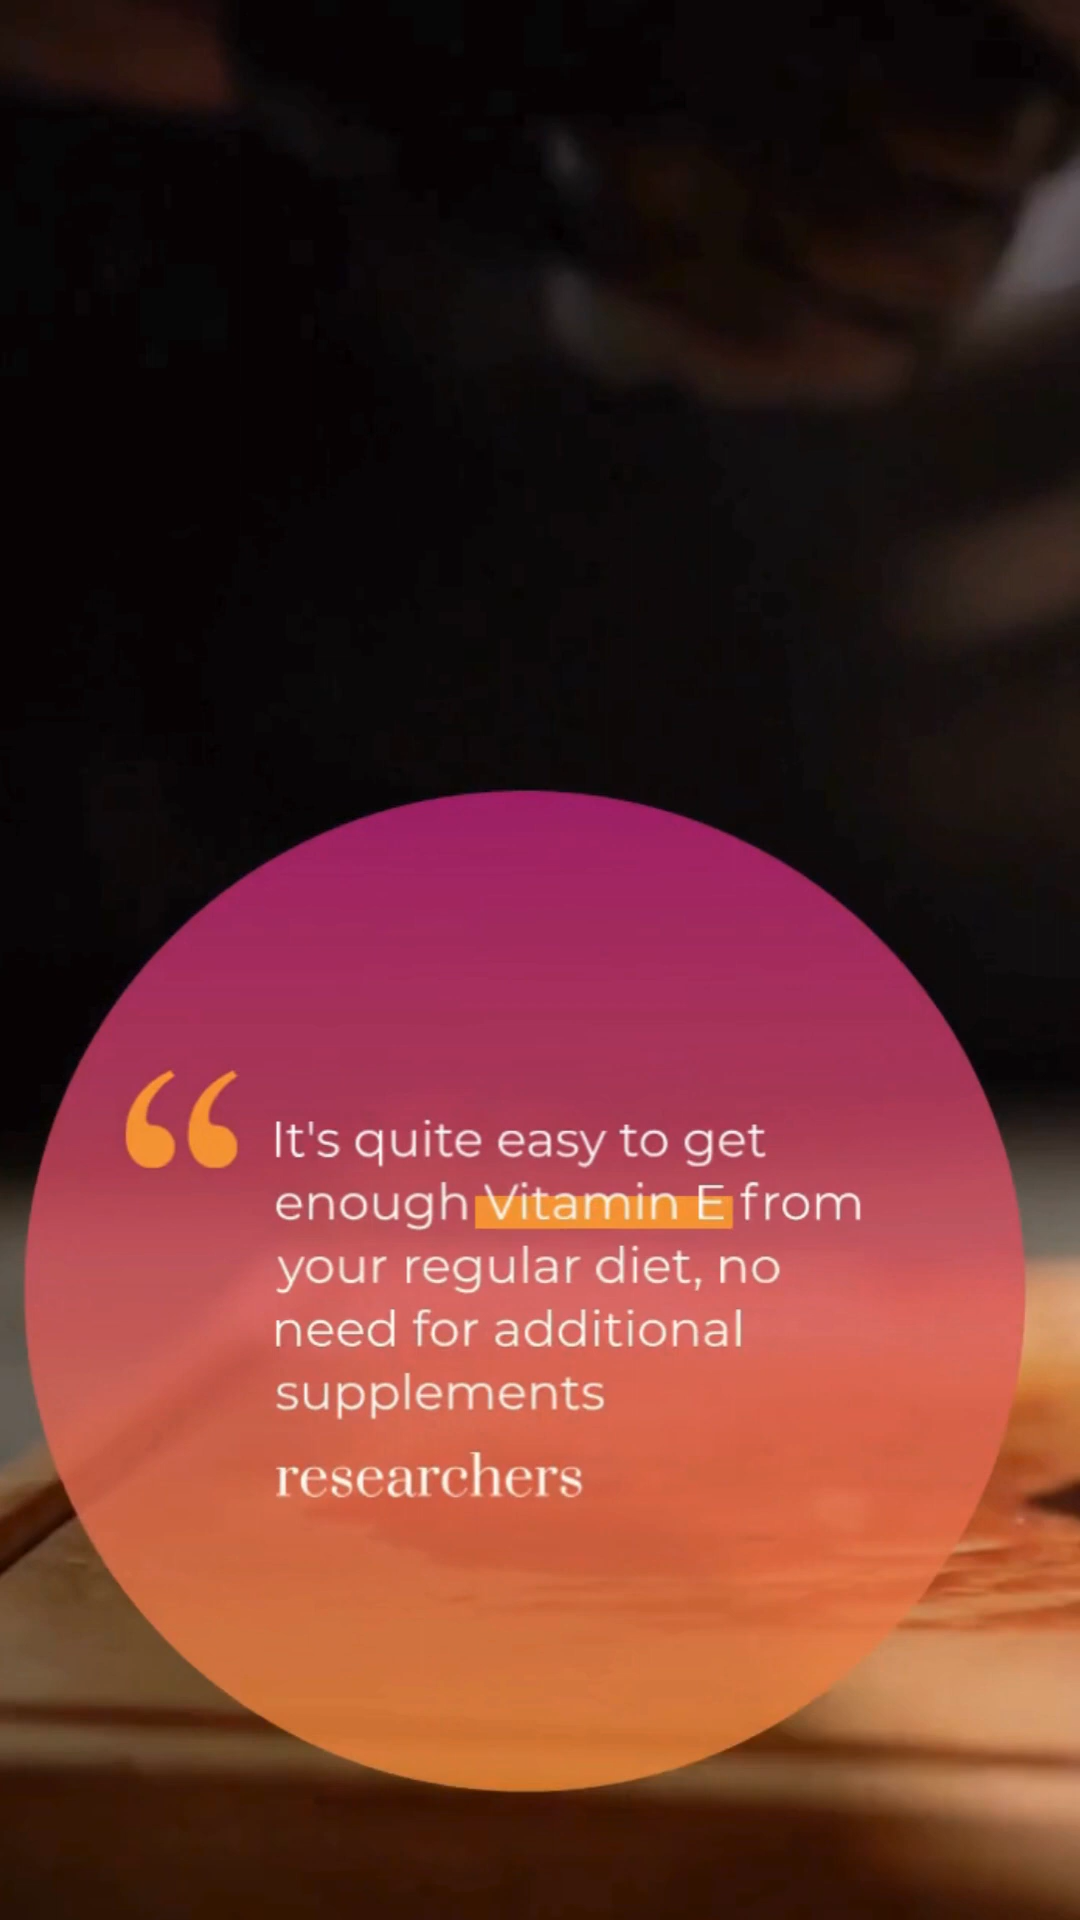 “
It's quite easy to get
enough Vitamin E from
your regular diet, no
need for additional
supplements
researchers